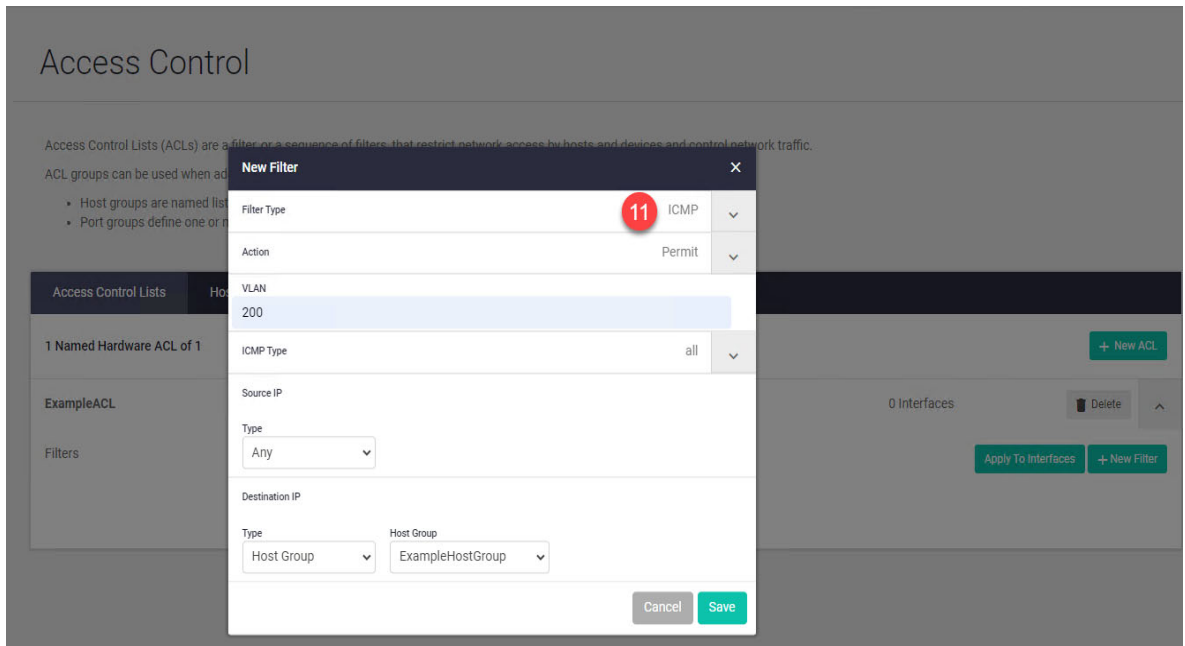 Access Control
Access Control Lists (ACLs) are a filter or a sequence of filters, that restrict network access by hosts and devices and control network traffic.
ACL groups can be used when ad
Host groups are named list
Port groups define one or n
New Filter
Filter Type 11 ICMP
Action Permit
VLAN
200
ICMP Type all
Source IP
Type
Any
Destination IP
Type Host Group
Host Group ExampleHostGroup
Cancel Save
Access Control Lists Hos
1 Named Hardware ACL of 1 + New ACL
ExampleACL 0 Interfaces Delete
Filters Apply To Interfaces + New Filter